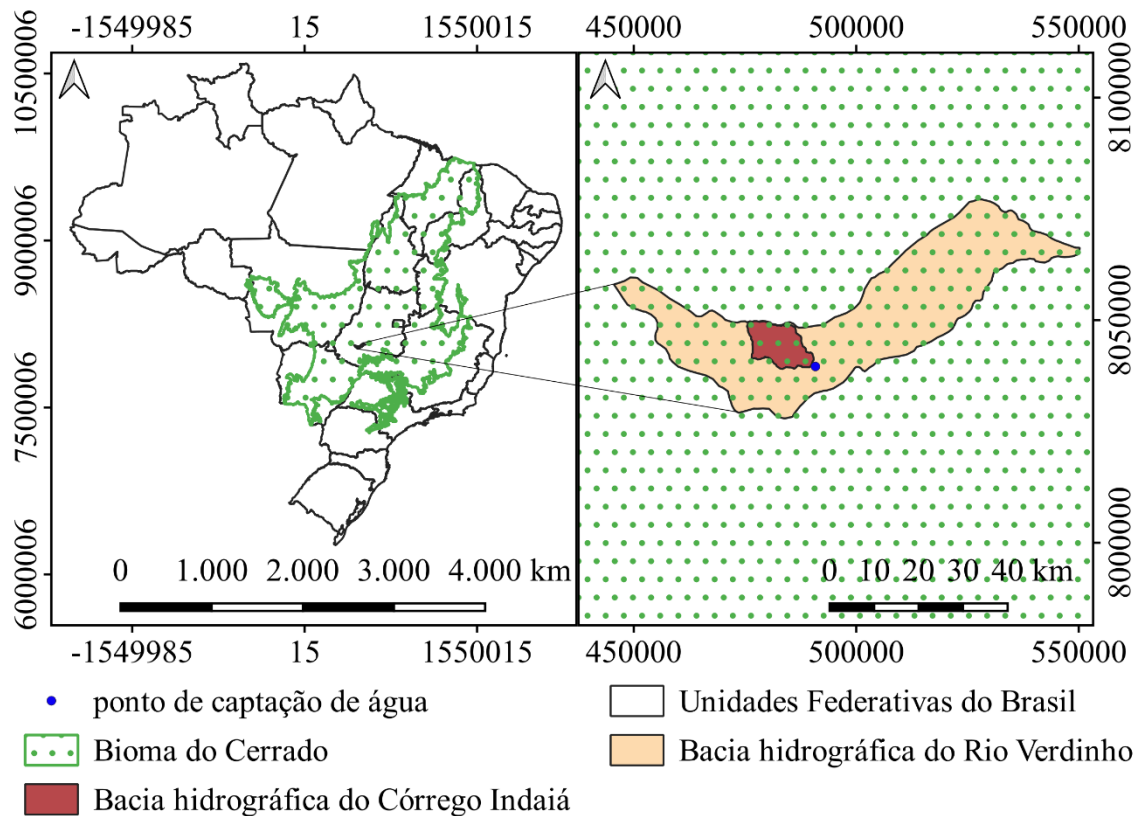 -1549985 15 1550015 450000 500000 550000
10500006
9000006
7500006
6000006
8100000
8050000
8000000
0 1.000 2.000 3.000 4.000 km
0 10 20 30 40 km
-1549985 15 1550015 450000 500000 550000
ponto de captação de água
Unidades Federativas do Brasil
Bioma do Cerrado
Bacia hidrográfica do Rio Verdinho
Bacia hidrográfica do Córrego Indaiá